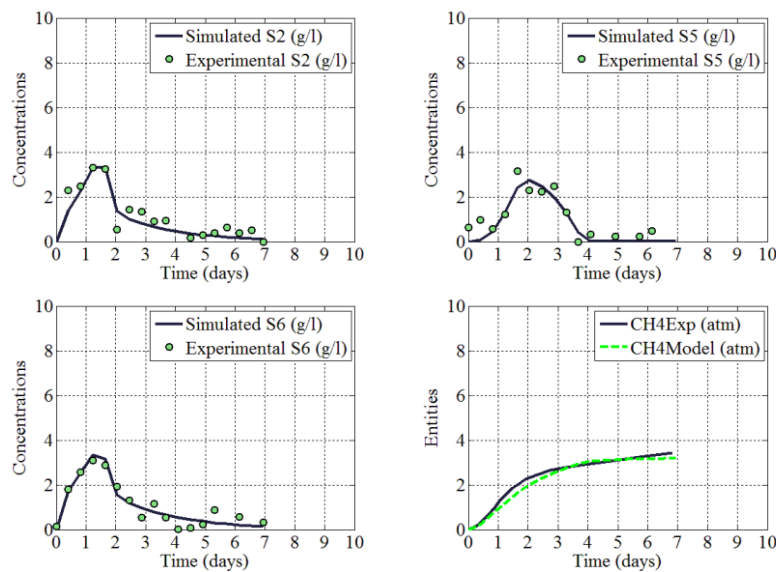 10
8
6
4
2
0
Concentrations
Simulated S2 (g/l)
Experimental S2 (g/l)
0 1 2 3 4 5 6 7 8 9 10
Time (days)
10
8
6
4
2
0
Concentrations
Simulated S5 (g/l)
Experimental S5 (g/l)
0 1 2 3 4 5 6 7 8 9 10
Time (days)
10
8
6
4
2
0
Concentrations
Simulated S6 (g/l)
Experimental S6 (g/l)
0 1 2 3 4 5 6 7 8 9 10
Time (days)
10
8
6
4
2
0
Entities
CH4Exp (atm)
CH4Model (atm)
0 1 2 3 4 5 6 7 8 9 10
Time (days)